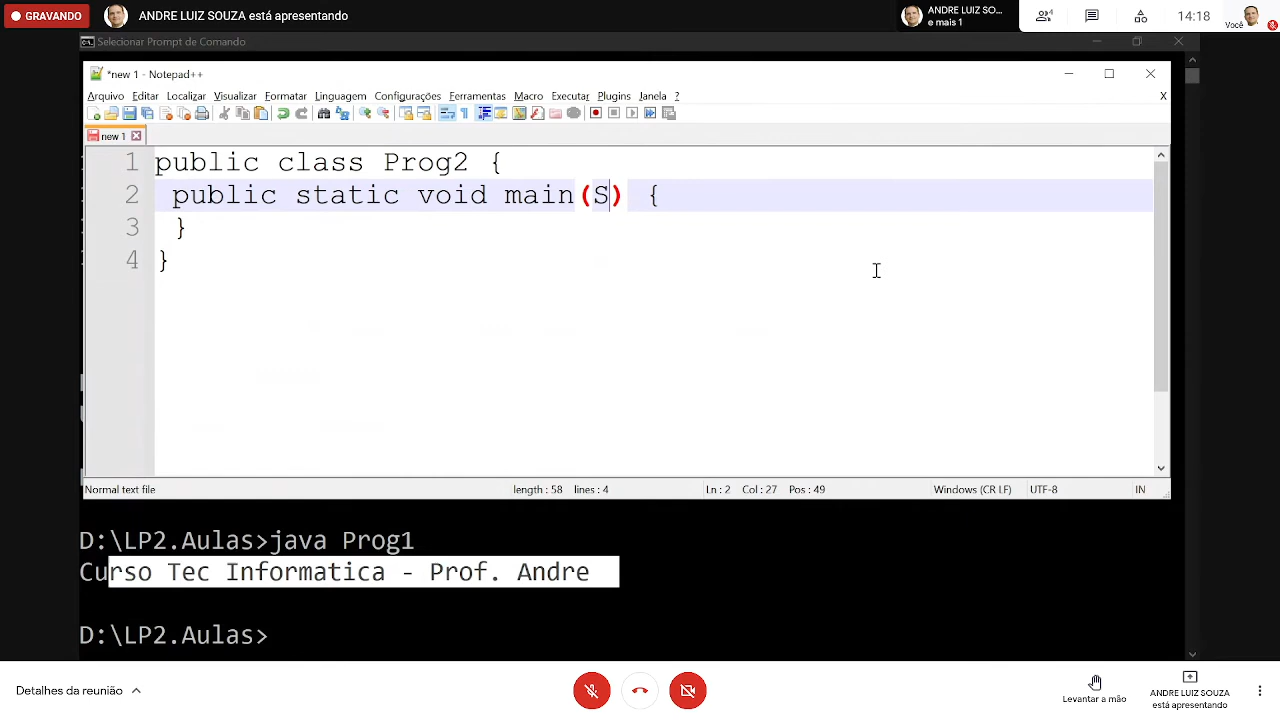 GRAVANDO ANDRE LUIZ SOUZA está apresentando
ANDRE LUIZ SO...
e mais 1
4
14:18
Você
Selecionar Prompt de Comando
*new 1 - Notepad++
Arquivo Editar Localizar Visualizar Formatar Linguagem Configurações Ferramentas Macro Executar Plugins Janela ? X
new 1
1 public class Prog2 {
2 public static void main(S) {
3 }
4 }
Normal text file length : 58 lines : 4 Ln : 2 Col : 27 Pos : 49 Windows (CR LF) UTF-8 IN
D:\LP2.Aulas>java Prog1
Curso Tec Informatica - Prof. Andre
D:\LP2.Aulas>
Detalhes da reunião
Levantar a mão
ANDRE LUIZ SOUZA
está apresentando